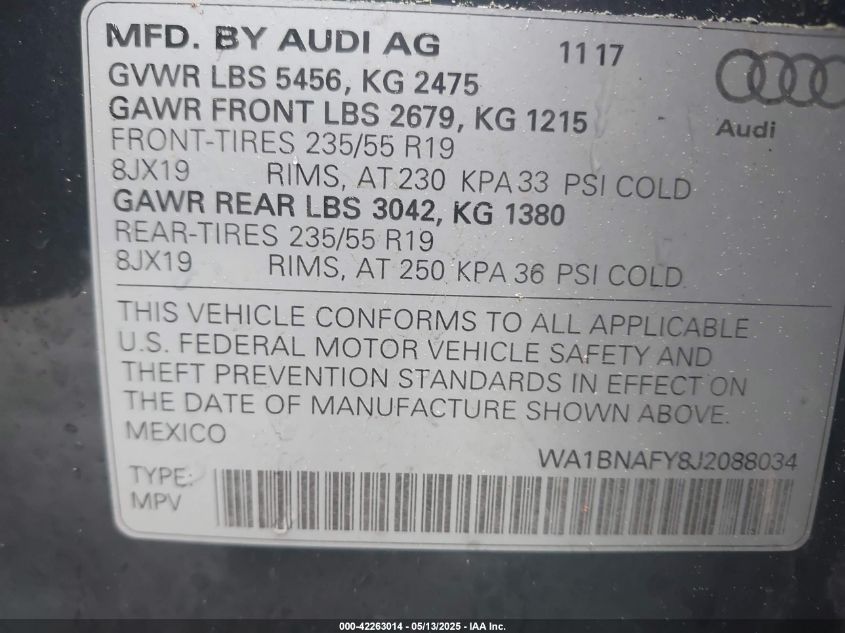 MFD. BY AUDI AG 11 17
GVWR LBS 5456, KG 2475
GAWR FRONT LBS 2679, KG 1215
Audi
FRONT-TIRES 235/55 R19
8JX19 RIMS, AT 230 KPA 33 PSI COLD
GAWR REAR LBS 3042, KG 1380
REAR-TIRES 235/55 R19
8JX19 RIMS, AT 250 KPA 36 PSI COLD
THIS VEHICLE CONFORMS TO ALL APPLICABLE
U.S. FEDERAL MOTOR VEHICLE SAFETY AND
THEFT PREVENTION STANDARDS IN EFFECT ON
THE DATE OF MANUFACTURE SHOWN ABOVE.
MEXICO
WA1BNAFY8J2088034
TYPE:
MPV
000-42263014 - 05/13/2025 - IAA Inc.